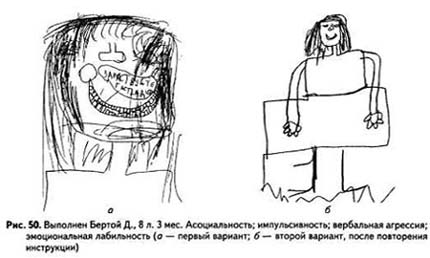 а
б
Рис. 50. Выполнен Бертой Д., 8 л. 3 мес. Асоциальность; импульсивность; вербальная агрессия;
эмоциональная лабильность (а — первый вариант; б — второй вариант, после повторения
инструкции)